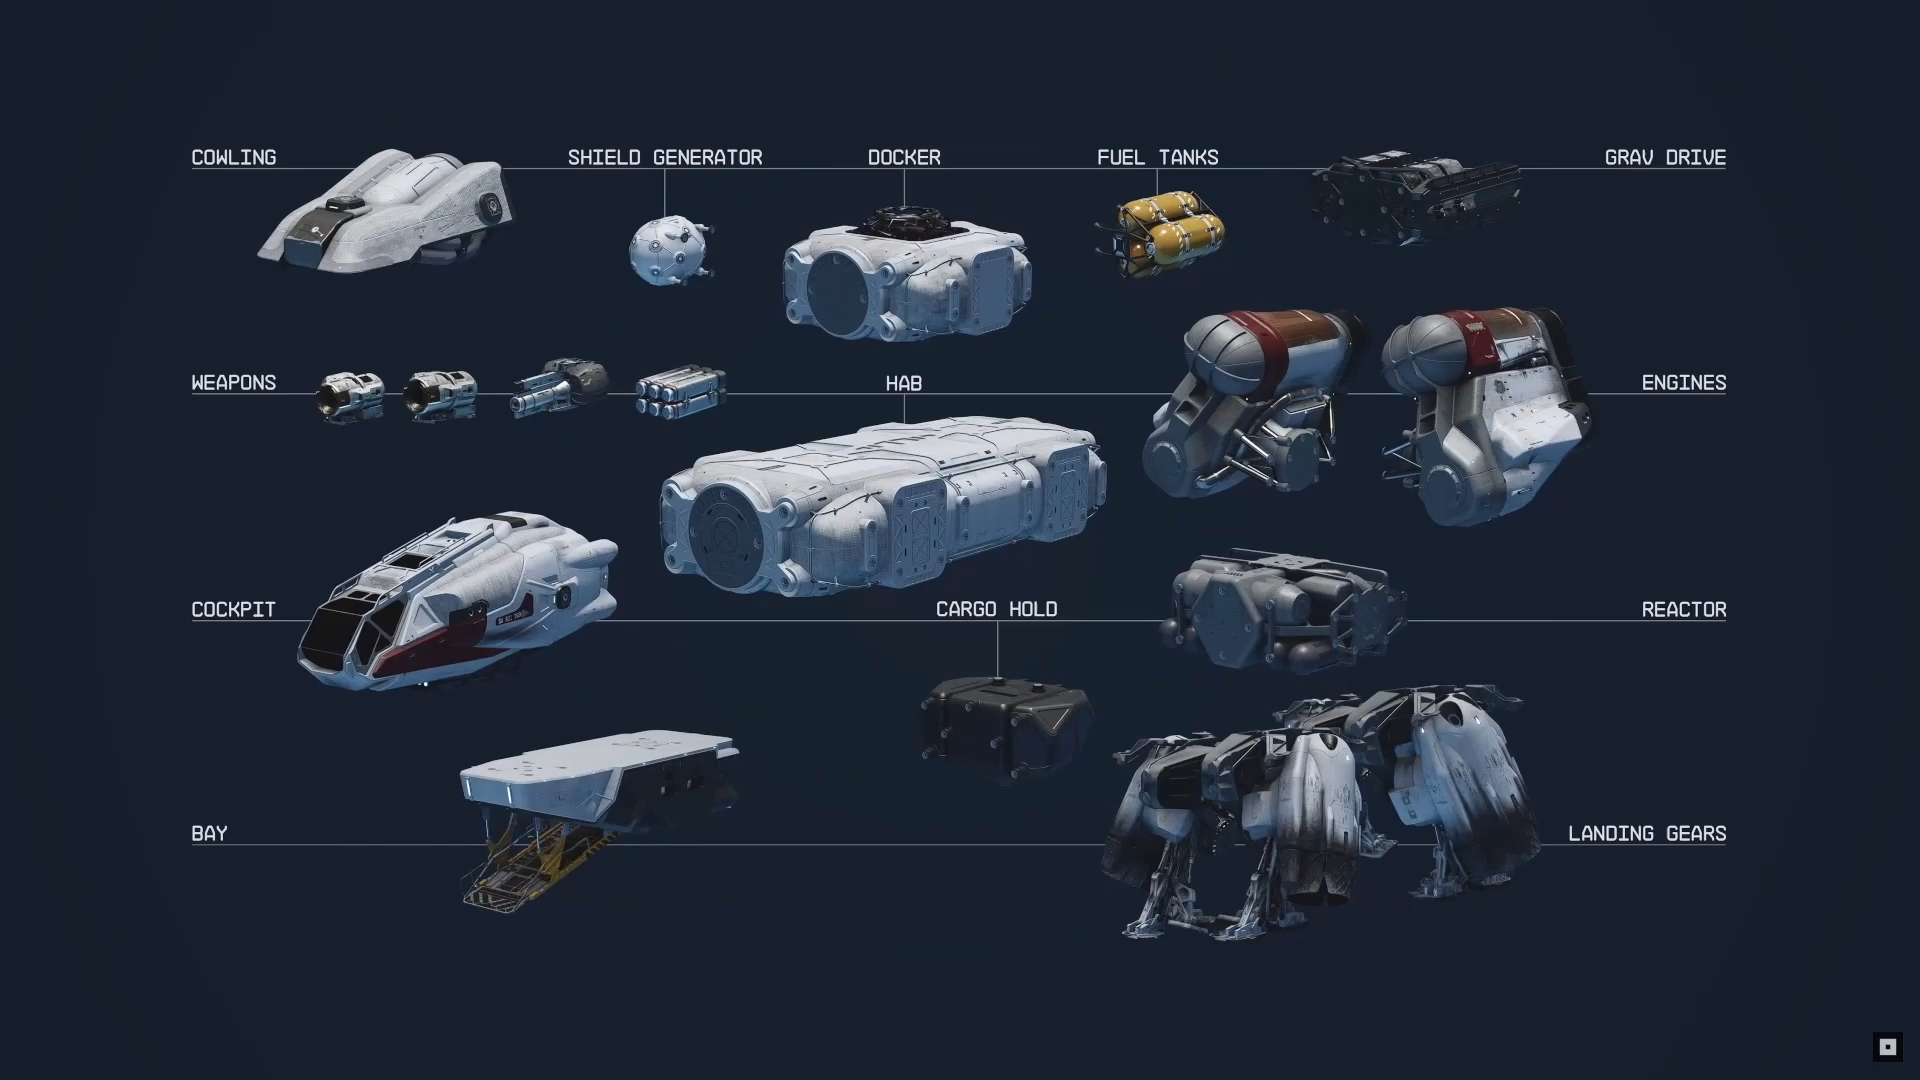 COWLING
SHIELD GENERATOR
DOCKER
FUEL TANKS
GRAV DRIVE
WEAPONS
HAB
ENGINES
COCKPIT
CARGO HOLD
REACTOR
BAY
LANDING GEARS